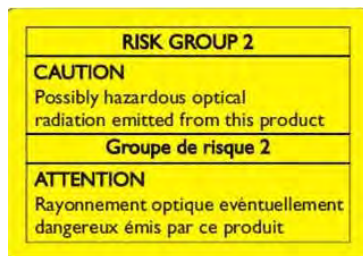 RISK GROUP 2
CAUTION
Possibly hazardous optical
radiation emitted from this product
Groupe de risque 2
ATTENTION
Rayonnement optique evéntuellement
dangereux émis par ce produit